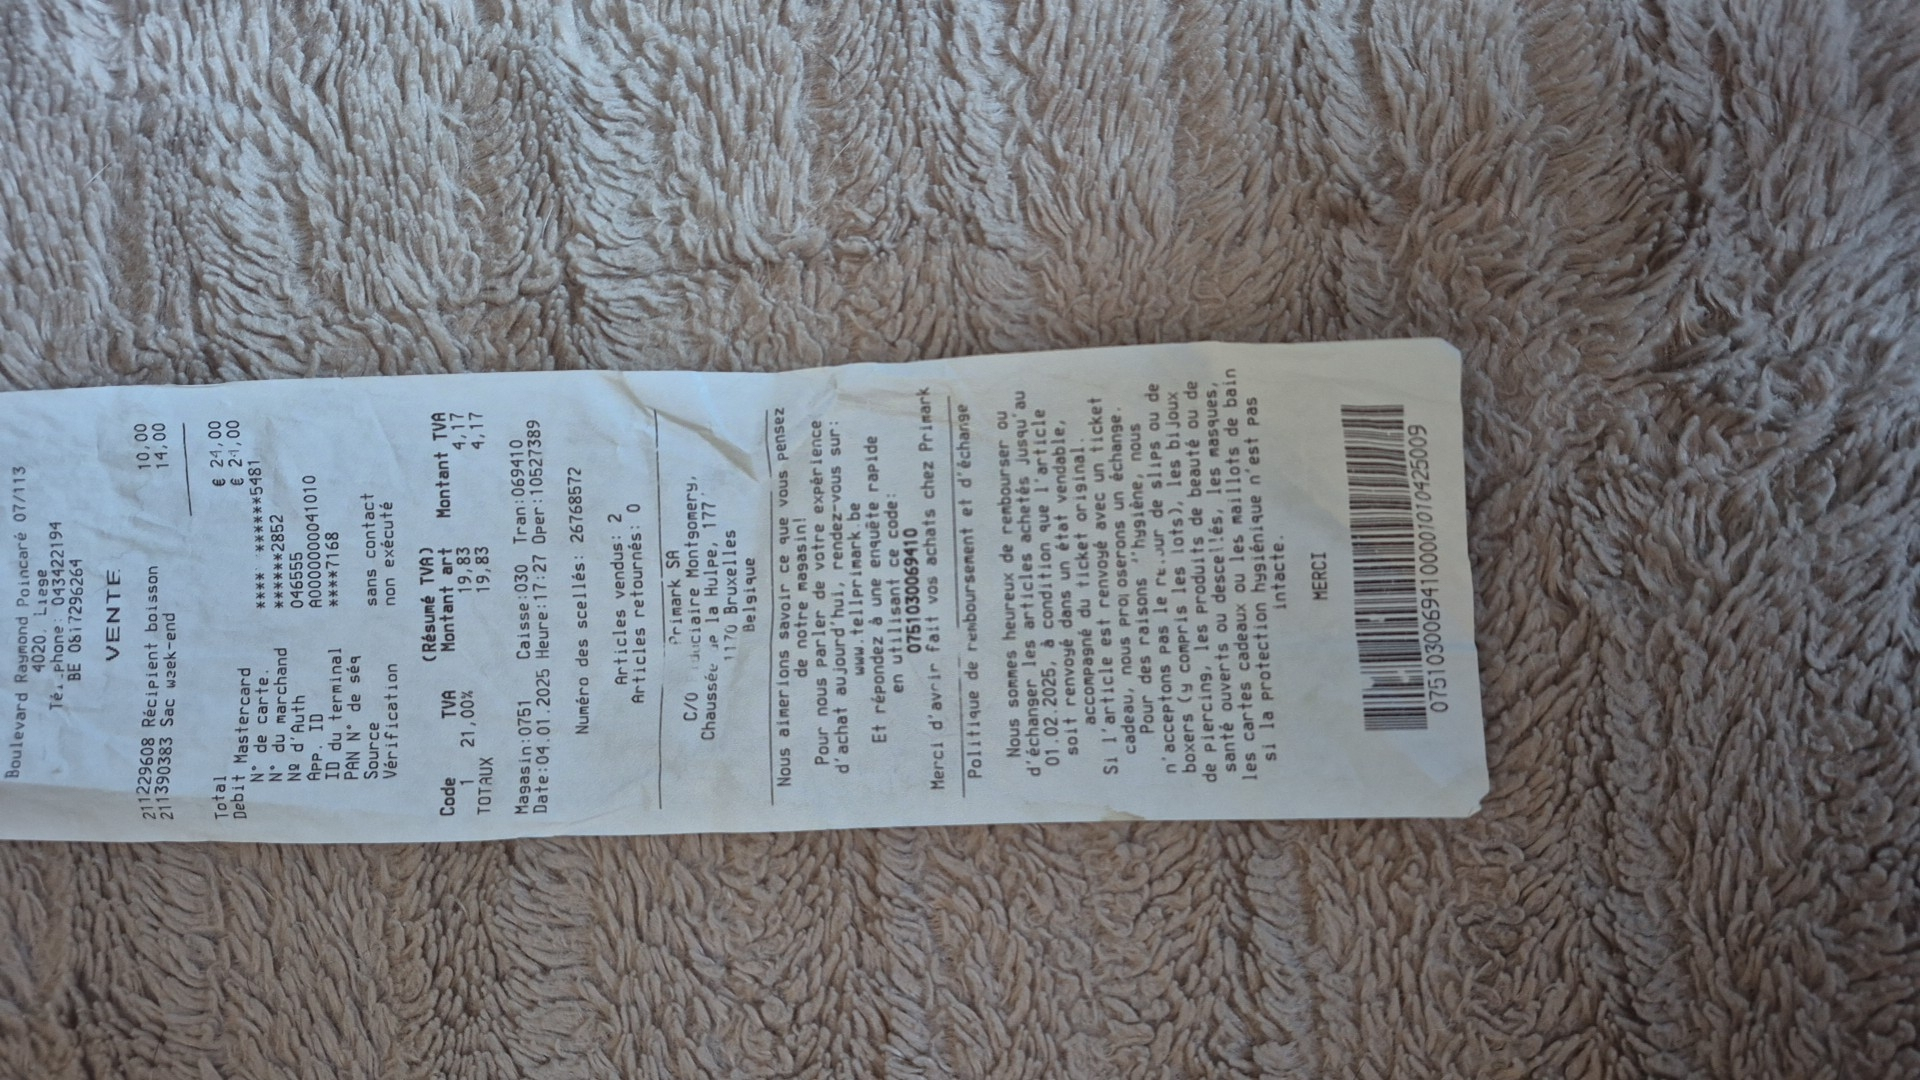 Boulevard Raymond Poincaré 07/113
4020, Liege
Phone: 043422194
BE 0817296264
VENTE
211229608 Récipient boisson 10,00
211390383 Sac week-end 14,00
Total € 24,00
Debit Mastercard € 24,00
N° de carte. **** ******5481
N° du marchand ******2852
Nº d'Auth 046555
APP. ID A0000000041010
ID du terminal ****7168
PAN N° de séq
Source sans contact
Vérification non exécuté
(Résumé TVA)
Code TVA Montant art Montant TVA
1 21,00% 19,83 4,17
TOTAUX 19,83 4,17
Magasin:0751 Caisse:030 Tran:069410
Date:04.01.2025 Heure:17:27 Oper:10527389
Numéro des scellés: 26768572
Articles vendus: 2
Articles retournés: 0
Primark SA
C/O Fiduciaire Montgomery,
Chaussée de la Hulpe, 177.
1170 Bruxelles
Belgique
Nous aimerions savoir ce que vous pensez
de notre magasin!
Pour nous parler de votre expérience
d'achat aujourd'hui, rendez-vous sur:
www.tellprimark.be
Et répondez à une enquête rapide
en utilisant ce code:
0751030069410
Merci d'avrir fait vos achats chez Primark
Politique de remboursement et d'échange
Nous sommes heureux de rembourser ou
d'échanger les articles achetés jusqu'au
01.02.2025, à condition que l'article
soit renvoyé dans un état vendable,
accompagné du ticket original.
Si l'article est renvoyé avec un ticket
cadeau, nous proposerons un échange.
Pour des raisons 'hygiène, nous
n'acceptons pas le retour de slips ou de
boxers (y compris les lots), les bijoux
de piercing, les produits de beauté ou de
santé ouverts ou descellés, les masques,
les cartes cadeaux ou les maillots de bain
si la protection hygiénique n'est pas
intacte.
MERCI
07510300694100001010425009